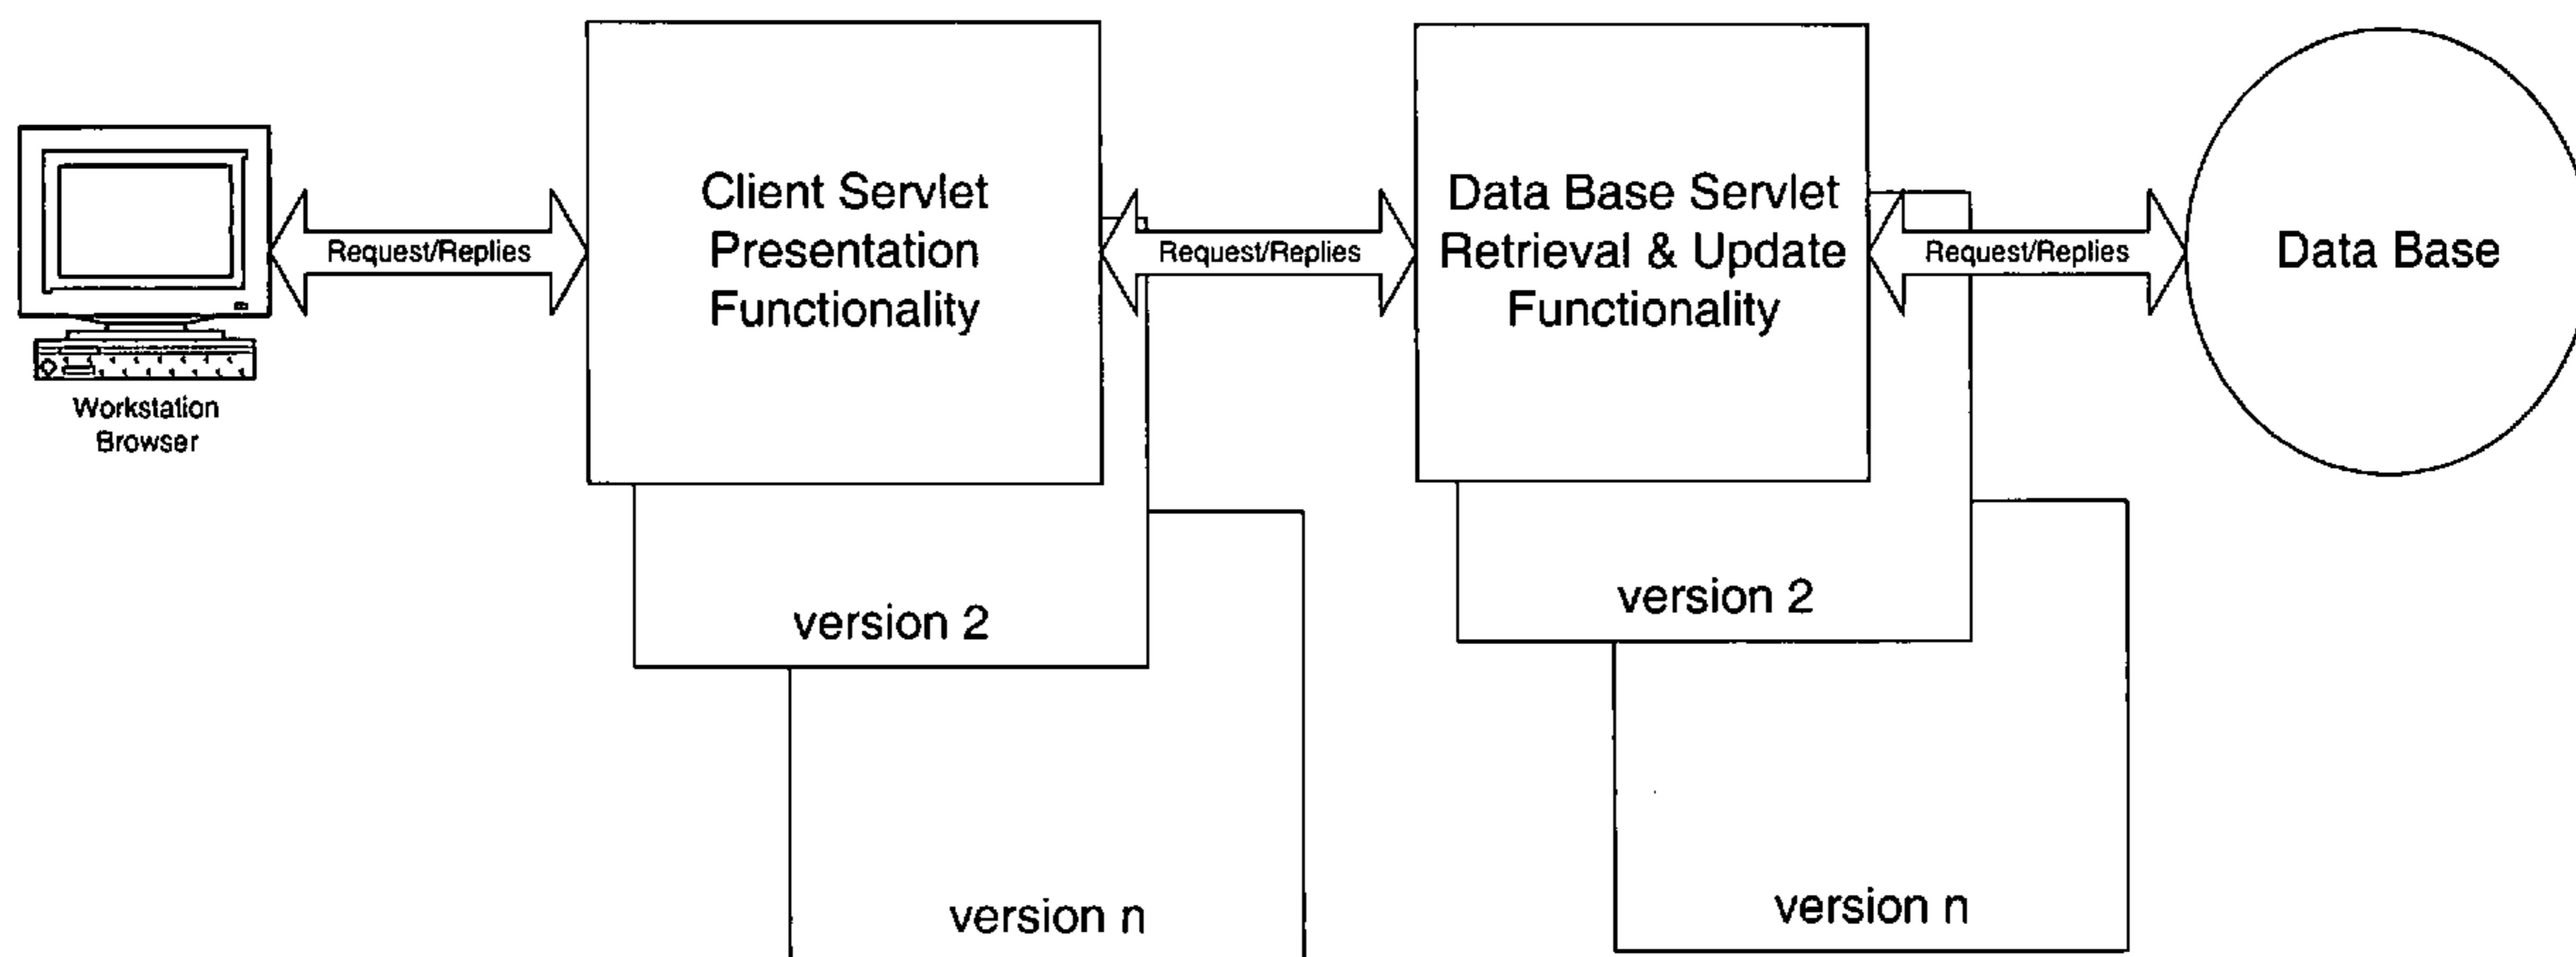 Workstation
Browser
Request/Replies
Client Servlet
Presentation
Functionality
version 2
version n
Request/Replies
Data Base Servlet
Retrieval & Update
Functionality
version 2
version n
Request/Replies
Data Base